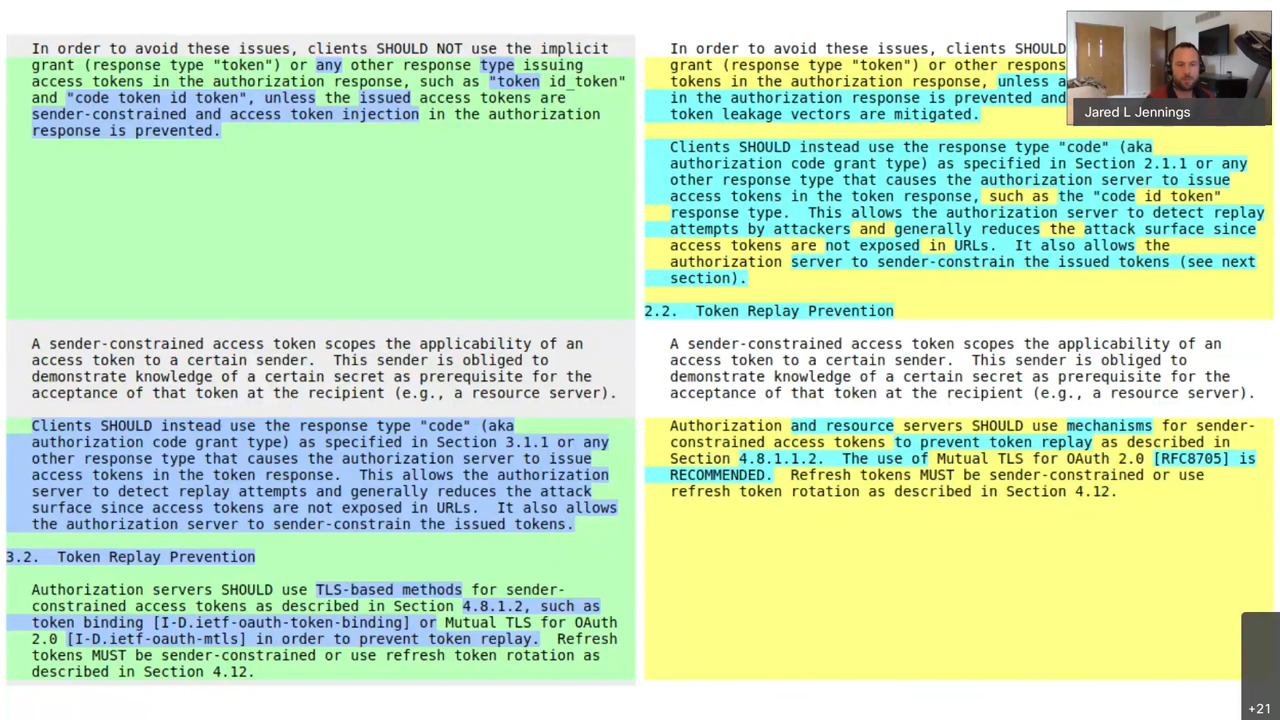 In order to avoid these issues, clients SHOULD NOT use the implicit
grant (response type "token") or any other response type issuing
access tokens in the authorization response, such as "token id_token"
and "code token id token", unless the issued access tokens are
sender-constrained and access token injection in the authorization
response is prevented.
A sender-constrained access token scopes the applicability of an
access token to a certain sender. This sender is obliged to
demonstrate knowledge of a certain secret as prerequisite for the
acceptance of that token at the recipient (e.g., a resource server).
Clients SHOULD instead use the response type "code" (aka
authorization code grant type) as specified in Section 3.1.1 or any
other response type that causes the authorization server to issue
access tokens in the token response. This allows the authorization
server to detect replay attempts and generally reduces the attack
surface since access tokens are not exposed in URLs. It also allows
the authorization server to sender-constrain the issued tokens.
3.2. Token Replay Prevention
Authorization servers SHOULD use TLS-based methods for sender-
constrained access tokens as described in Section 4.8.1.2, such as
token binding [I-D.ietf-oauth-token-binding] or Mutual TLS for OAuth
2.0 [I-D.ietf-oauth-mtls] in order to prevent token replay. Refresh
tokens MUST be sender-constrained or use refresh token rotation as
described in Section 4.12.
In order to avoid these issues, clients SHOULD
grant (response type "token") or other respons
tokens in the authorization response, unless a
in the authorization response is prevented and
token leakage vectors are mitigated.
Clients SHOULD instead use the response type "code" (aka
authorization code grant type) as specified in Section 2.1.1 or any
other response type that causes the authorization server to issue
access tokens in the token response, such as the "code id token"
response type. This allows the authorization server to detect replay
attempts by attackers and generally reduces the attack surface since
access tokens are not exposed in URLs. It also allows the
authorization server to sender-constrain the issued tokens (see next
section).
2.2. Token Replay Prevention
A sender-constrained access token scopes the applicability of an
access token to a certain sender. This sender is obliged to
demonstrate knowledge of a certain secret as prerequisite for the
acceptance of that token at the recipient (e.g., a resource server).
Authorization and resource servers SHOULD use mechanisms for sender-
constrained access tokens to prevent token replay as described in
Section 4.8.1.1.2. The use of Mutual TLS for OAuth 2.0 [RFC8705] is
RECOMMENDED. Refresh tokens MUST be sender-constrained or use
refresh token rotation as described in Section 4.12.
Jared L Jennings
+21